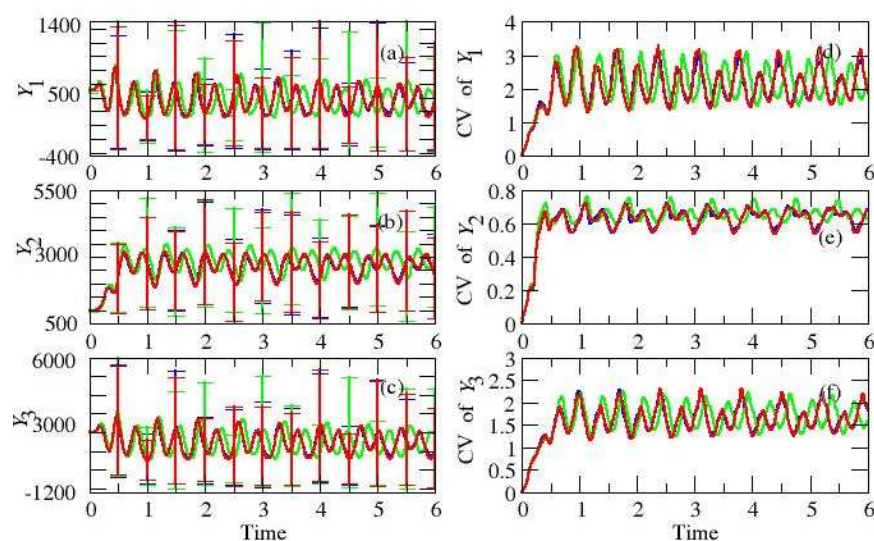 1400
500
-400
Y1
(a)
0 1 2 3 4 5 6
5500
3000
500
Y2
(b)
0 1 2 3 4 5 6
6000
3000
-1200
Y3
(c)
0 1 2 3 4 5 6
Time
4
3
2
1
0
CV of Y1
(d)
0 1 2 3 4 5 6
0.8
0.6
0.4
0.2
0
CV of Y2
(e)
0 1 2 3 4 5 6
3
2.5
2
1.5
1
0.5
0
CV of Y3
(f)
0 1 2 3 4 5 6
Time